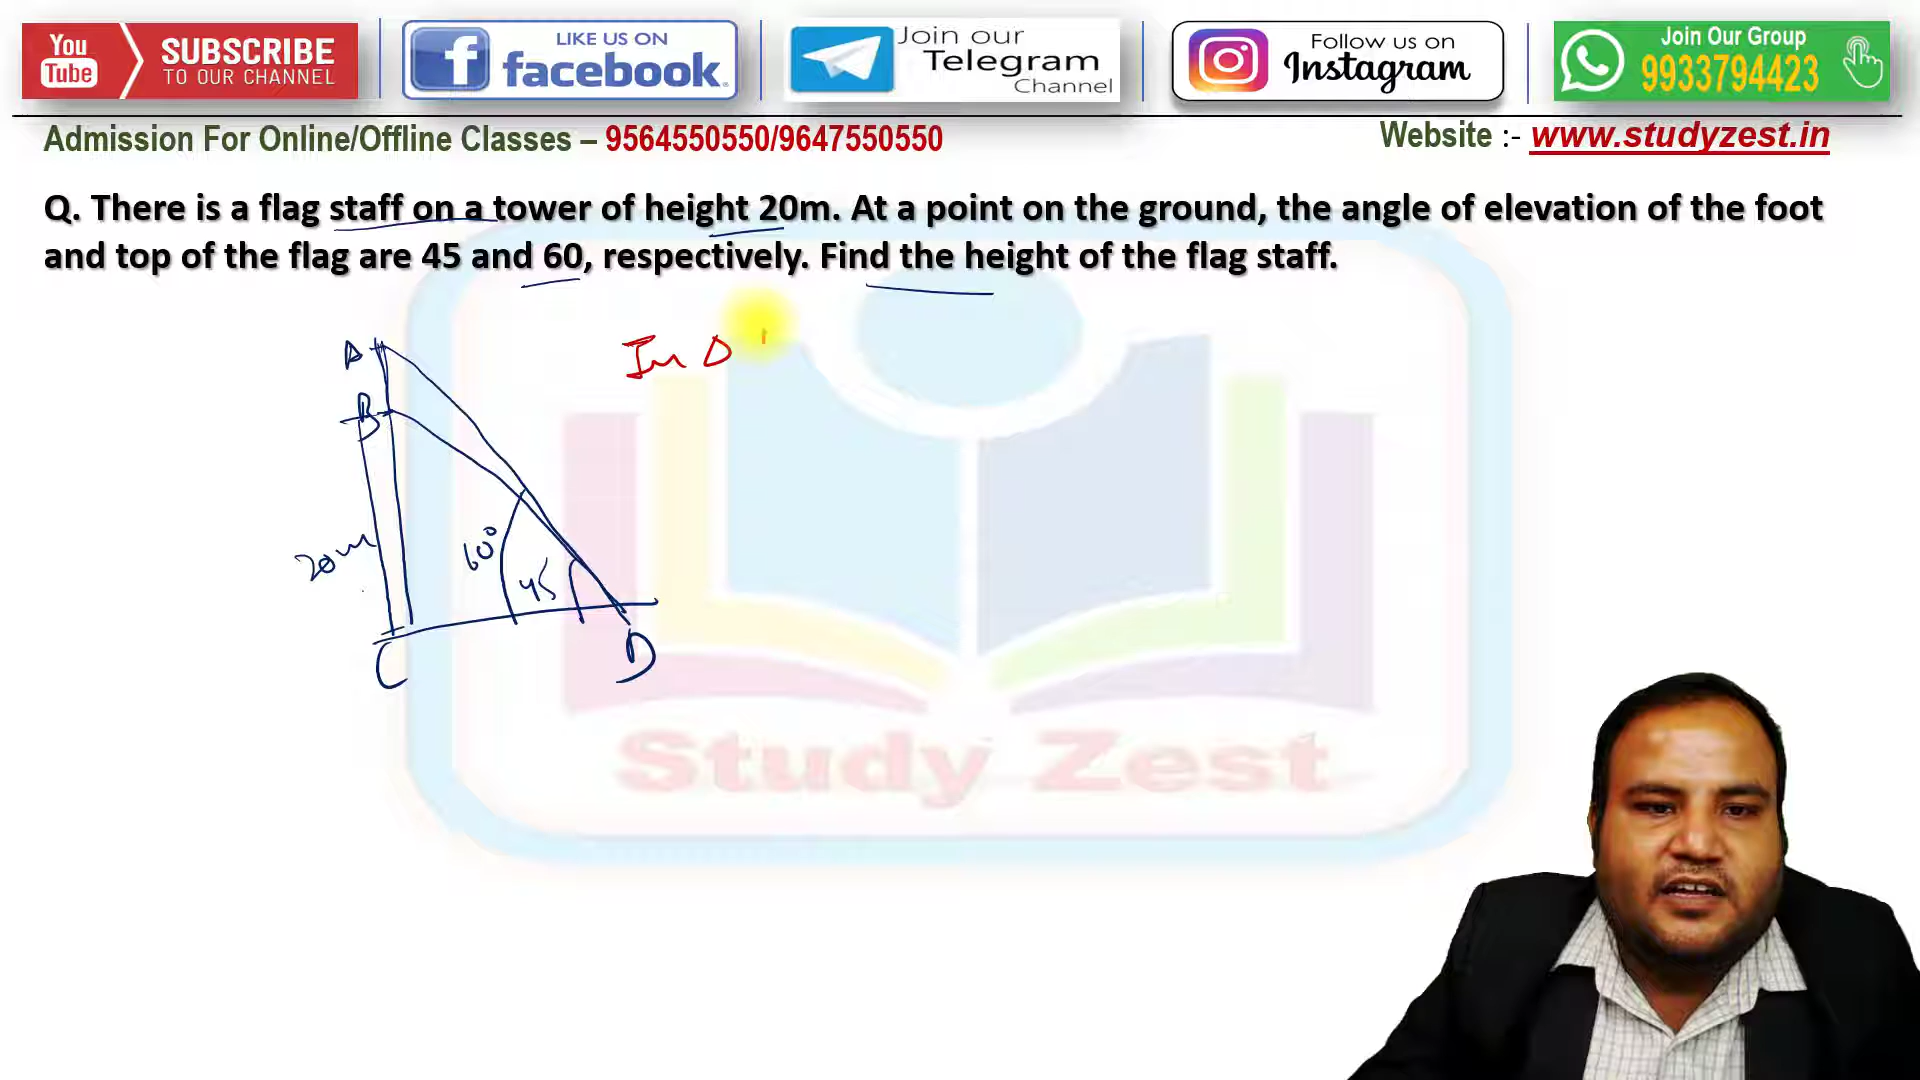 You Tube SUBSCRIBE TO OUR CHANNEL
LIKE US ON facebook.
Join our Telegram Channel
Follow us on Instagram
Join Our Group 9933794423
Admission For Online/Offline Classes – 9564550550/9647550550
Website :- www.studyzest.in
Q. There is a flag staff on a tower of height 20m. At a point on the ground, the angle of elevation of the foot
and top of the flag are 45 and 60, respectively. Find the height of the flag staff.
In Δ
A
B
60°
20m
45
C
D
Study Zest